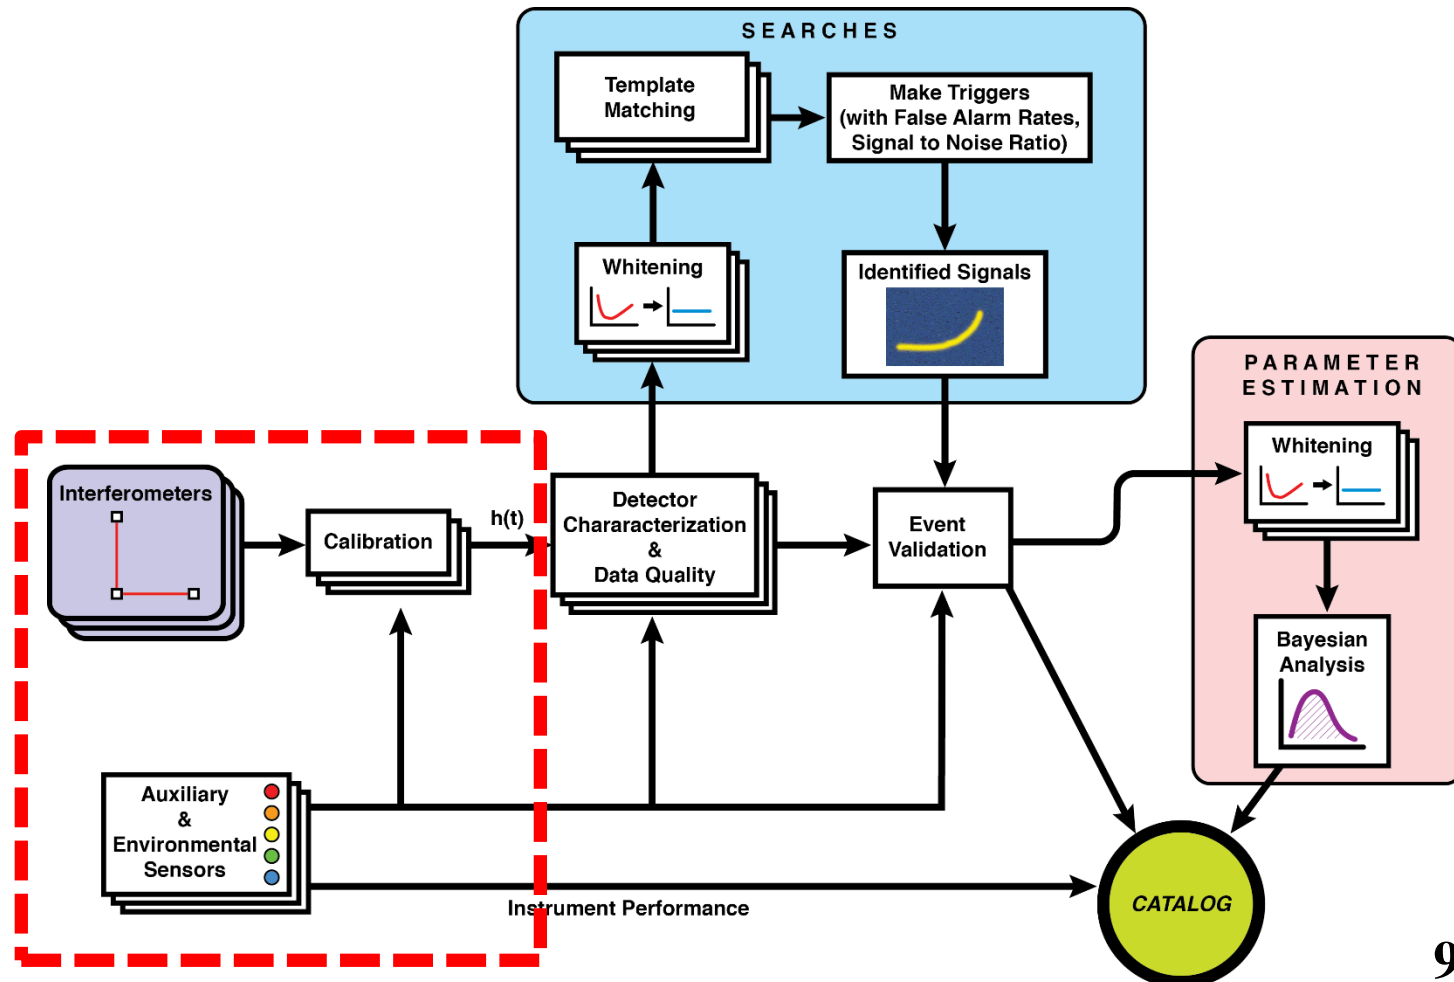 SEARCHES
Template
Matching
Make Triggers
(with False Alarm Rates,
Signal to Noise Ratio)
Whitening
Identified Signals
PARAMETER
ESTIMATION
Whitening
Interferometers
Calibration
h(t)
Detector
Chararacterization
&
Data Quality
Event
Validation
Bayesian
Analysis
Auxiliary
&
Environmental
Sensors
Instrument Performance
CATALOG
9